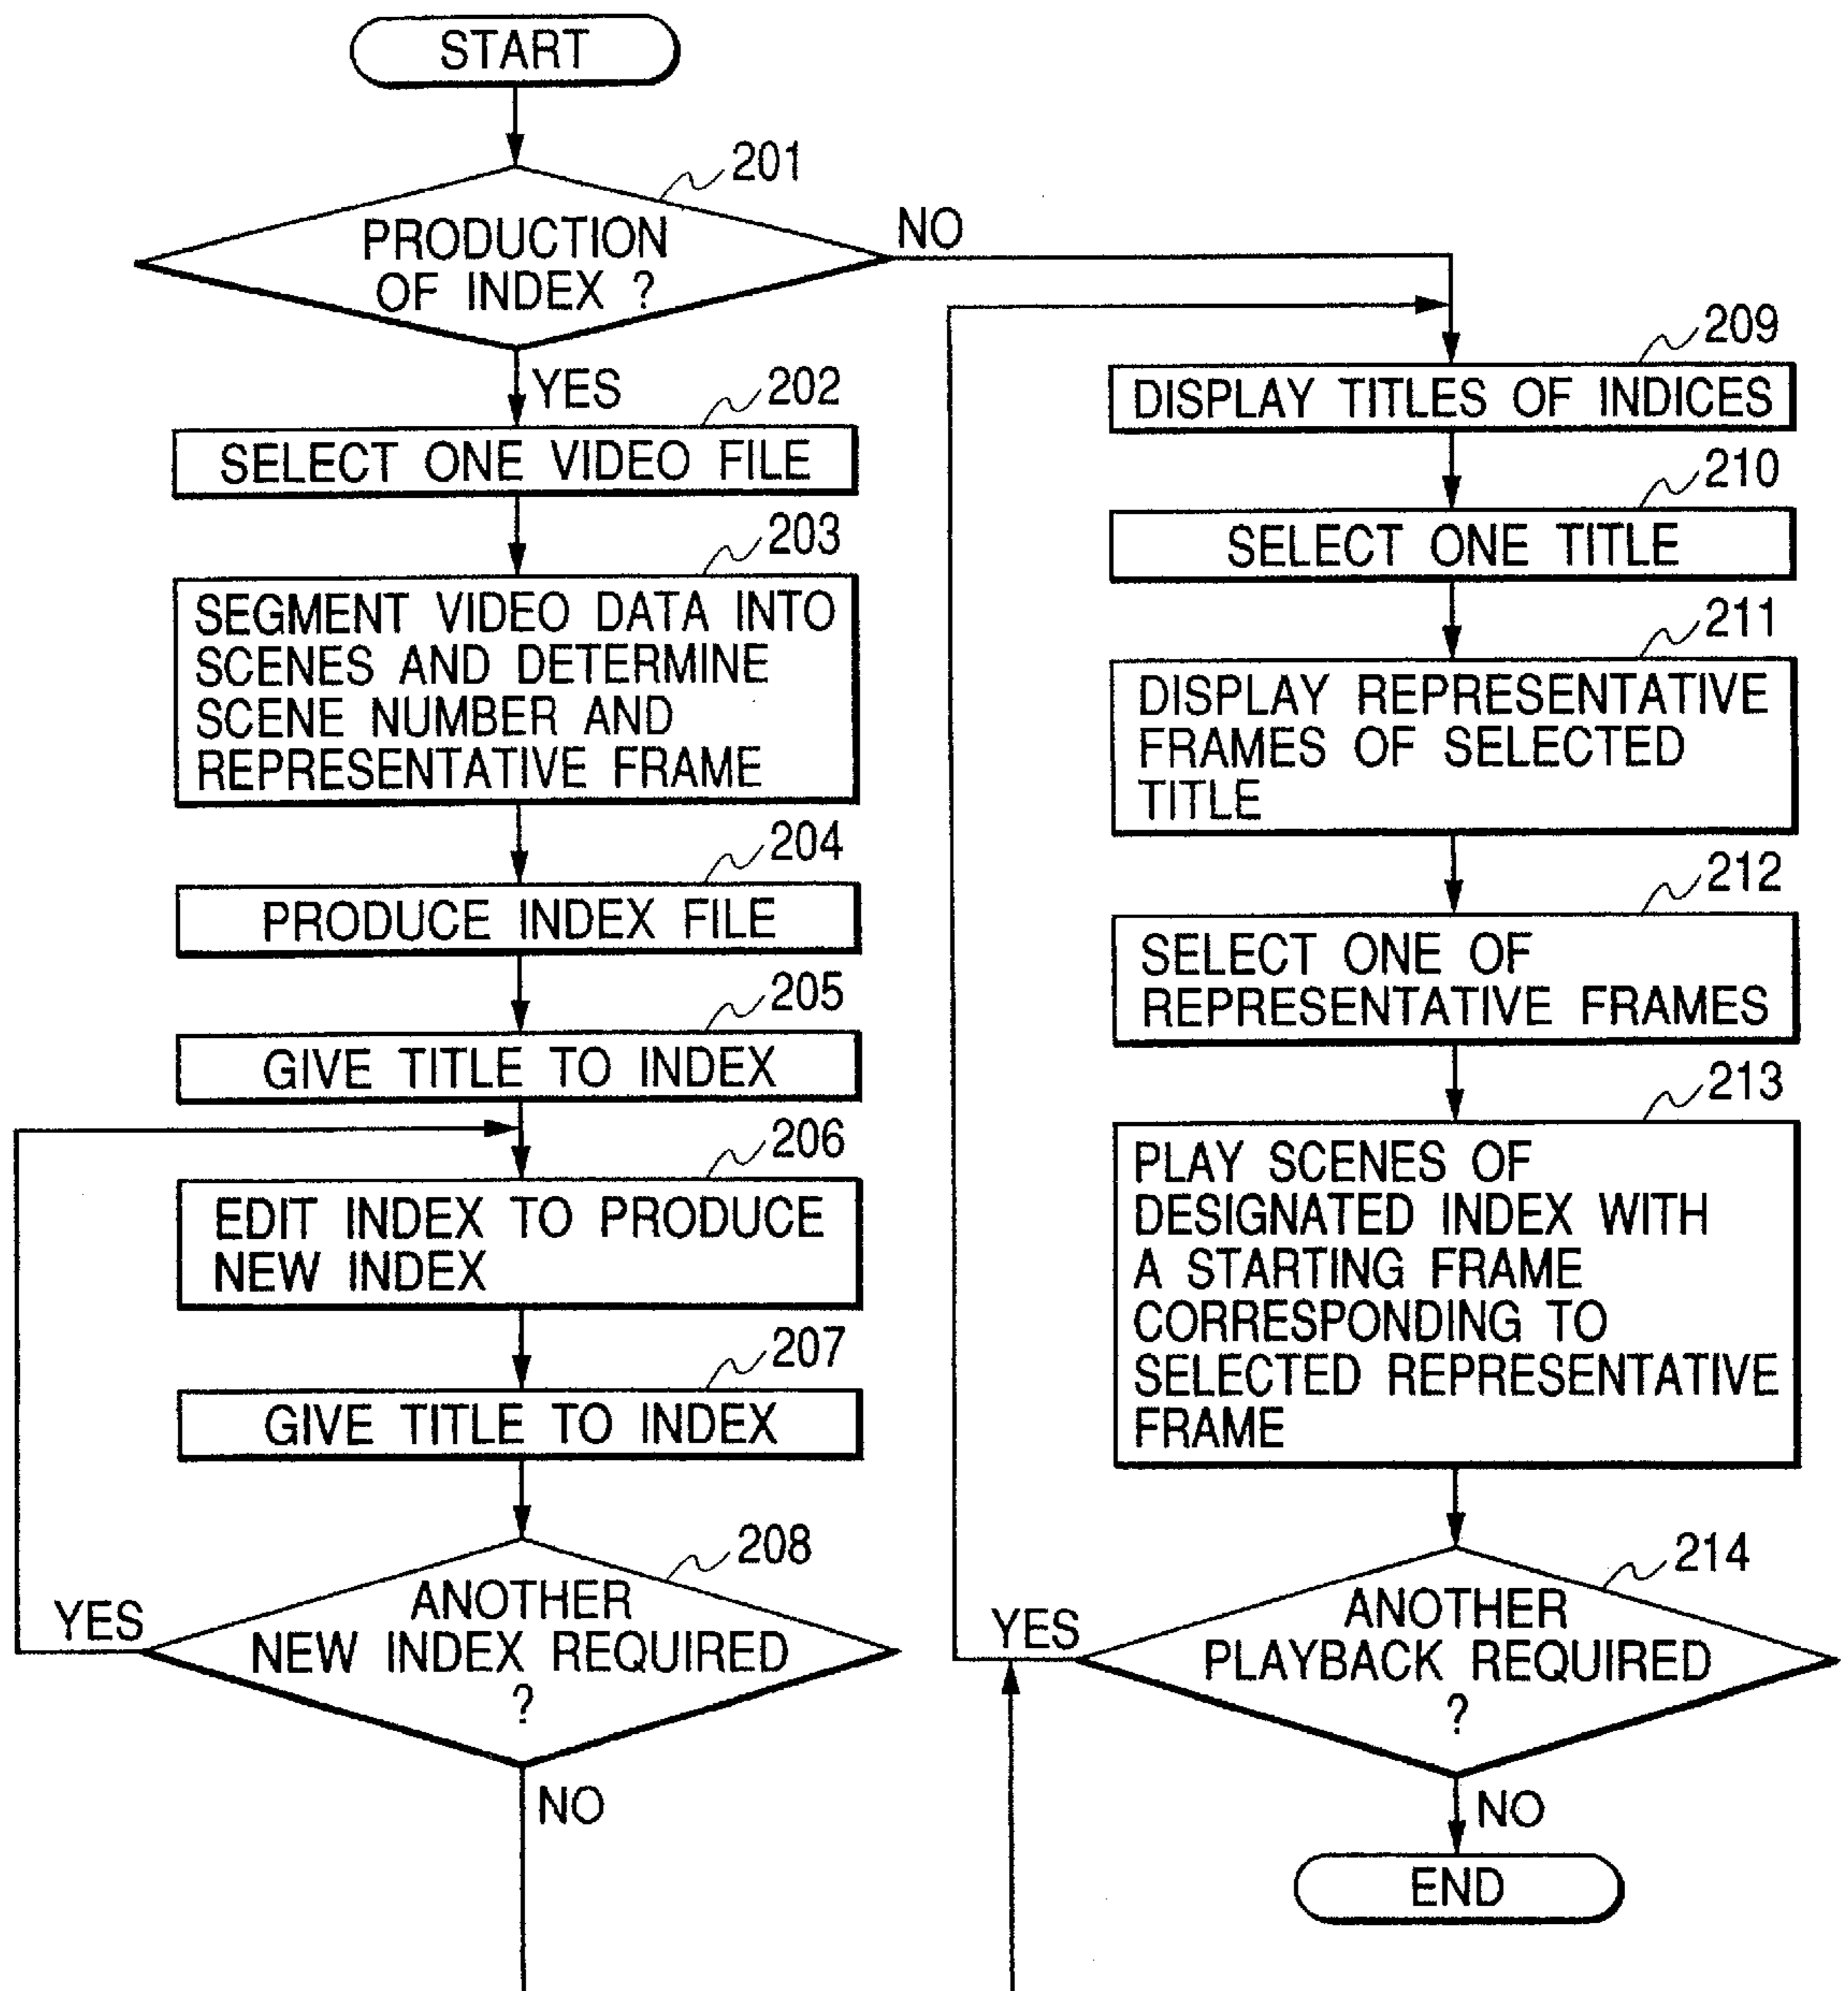 START
201
PRODUCTION
OF INDEX ?
NO
YES
202
SELECT ONE VIDEO FILE
203
SEGMENT VIDEO DATA INTO
SCENES AND DETERMINE
SCENE NUMBER AND
REPRESENTATIVE FRAME
204
PRODUCE INDEX FILE
205
GIVE TITLE TO INDEX
206
EDIT INDEX TO PRODUCE
NEW INDEX
207
GIVE TITLE TO INDEX
208
ANOTHER
NEW INDEX REQUIRED
?
YES
NO
209
DISPLAY TITLES OF INDICES
210
SELECT ONE TITLE
211
DISPLAY REPRESENTATIVE
FRAMES OF SELECTED
TITLE
212
SELECT ONE OF
REPRESENTATIVE FRAMES
213
PLAY SCENES OF
DESIGNATED INDEX WITH
A STARTING FRAME
CORRESPONDING TO
SELECTED REPRESENTATIVE
FRAME
214
ANOTHER
PLAYBACK REQUIRED
?
YES
NO
END